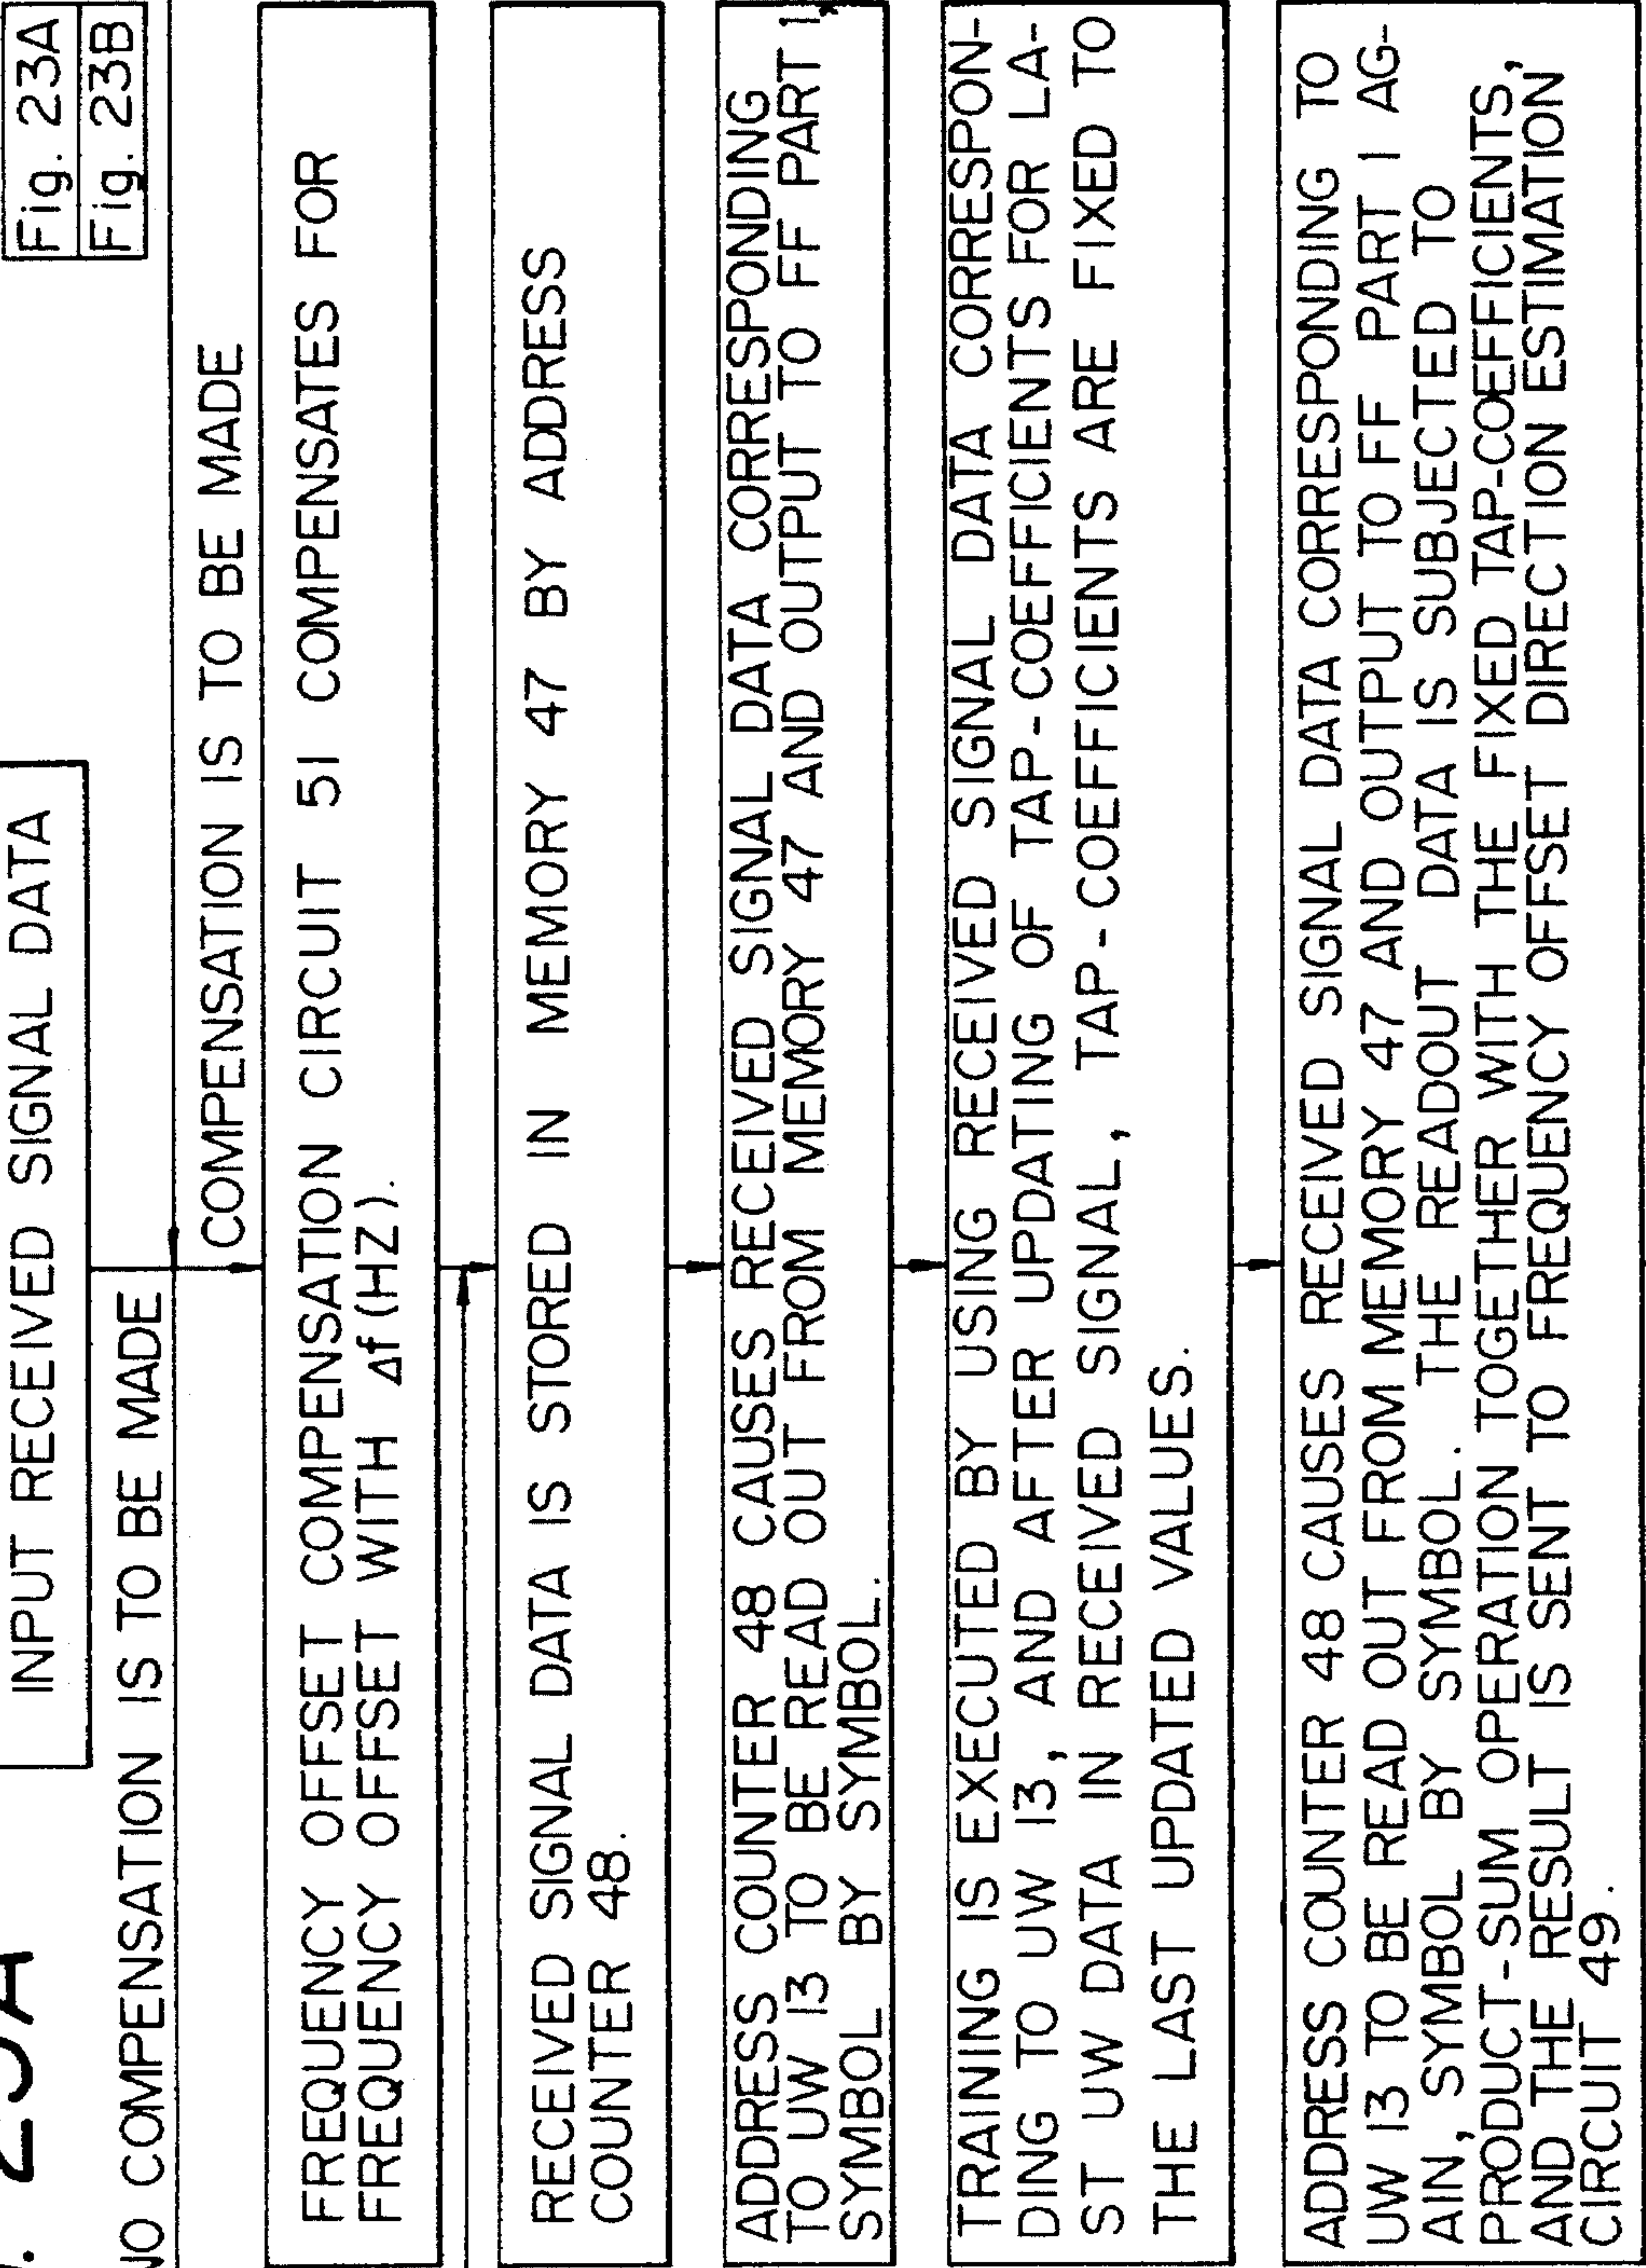 Fig. 23A
Fig. 23B
INPUT RECEIVED SIGNAL DATA
NO COMPENSATION IS TO BE MADE
COMPENSATION IS TO BE MADE
FREQUENCY OFFSET COMPENSATION CIRCUIT 51 COMPENSATES FOR
FREQUENCY OFFSET WITH Δf (HZ).
RECEIVED SIGNAL DATA IS STORED IN MEMORY 47 BY ADDRESS
COUNTER 48.
ADDRESS COUNTER 48 CAUSES RECEIVED SIGNAL DATA CORRESPONDING
TO UW 13 TO BE READ OUT FROM MEMORY 47 AND OUTPUT TO FF PART 1,
SYMBOL BY SYMBOL.
TRAINING IS EXECUTED BY USING RECEIVED SIGNAL DATA CORRESPON-
DING TO UW 13, AND AFTER UPDATING OF TAP-COEFFICIENTS FOR LA-
ST UW DATA IN RECEIVED SIGNAL, TAP-COEFFICIENTS ARE FIXED TO
THE LAST UPDATED VALUES.
ADDRESS COUNTER 48 CAUSES RECEIVED SIGNAL DATA CORRESPONDING TO
UW 13 TO BE READ OUT FROM MEMORY 47 AND OUTPUT TO FF PART 1 AG-
AIN, SYMBOL BY SYMBOL. THE READOUT DATA IS SUBJECTED TO
PRODUCT-SUM OPERATION TOGETHER WITH THE FIXED TAP-COEFFICIENTS,
AND THE RESULT IS SENT TO FREQUENCY OFFSET DIRECTION ESTIMATION
CIRCUIT 49.